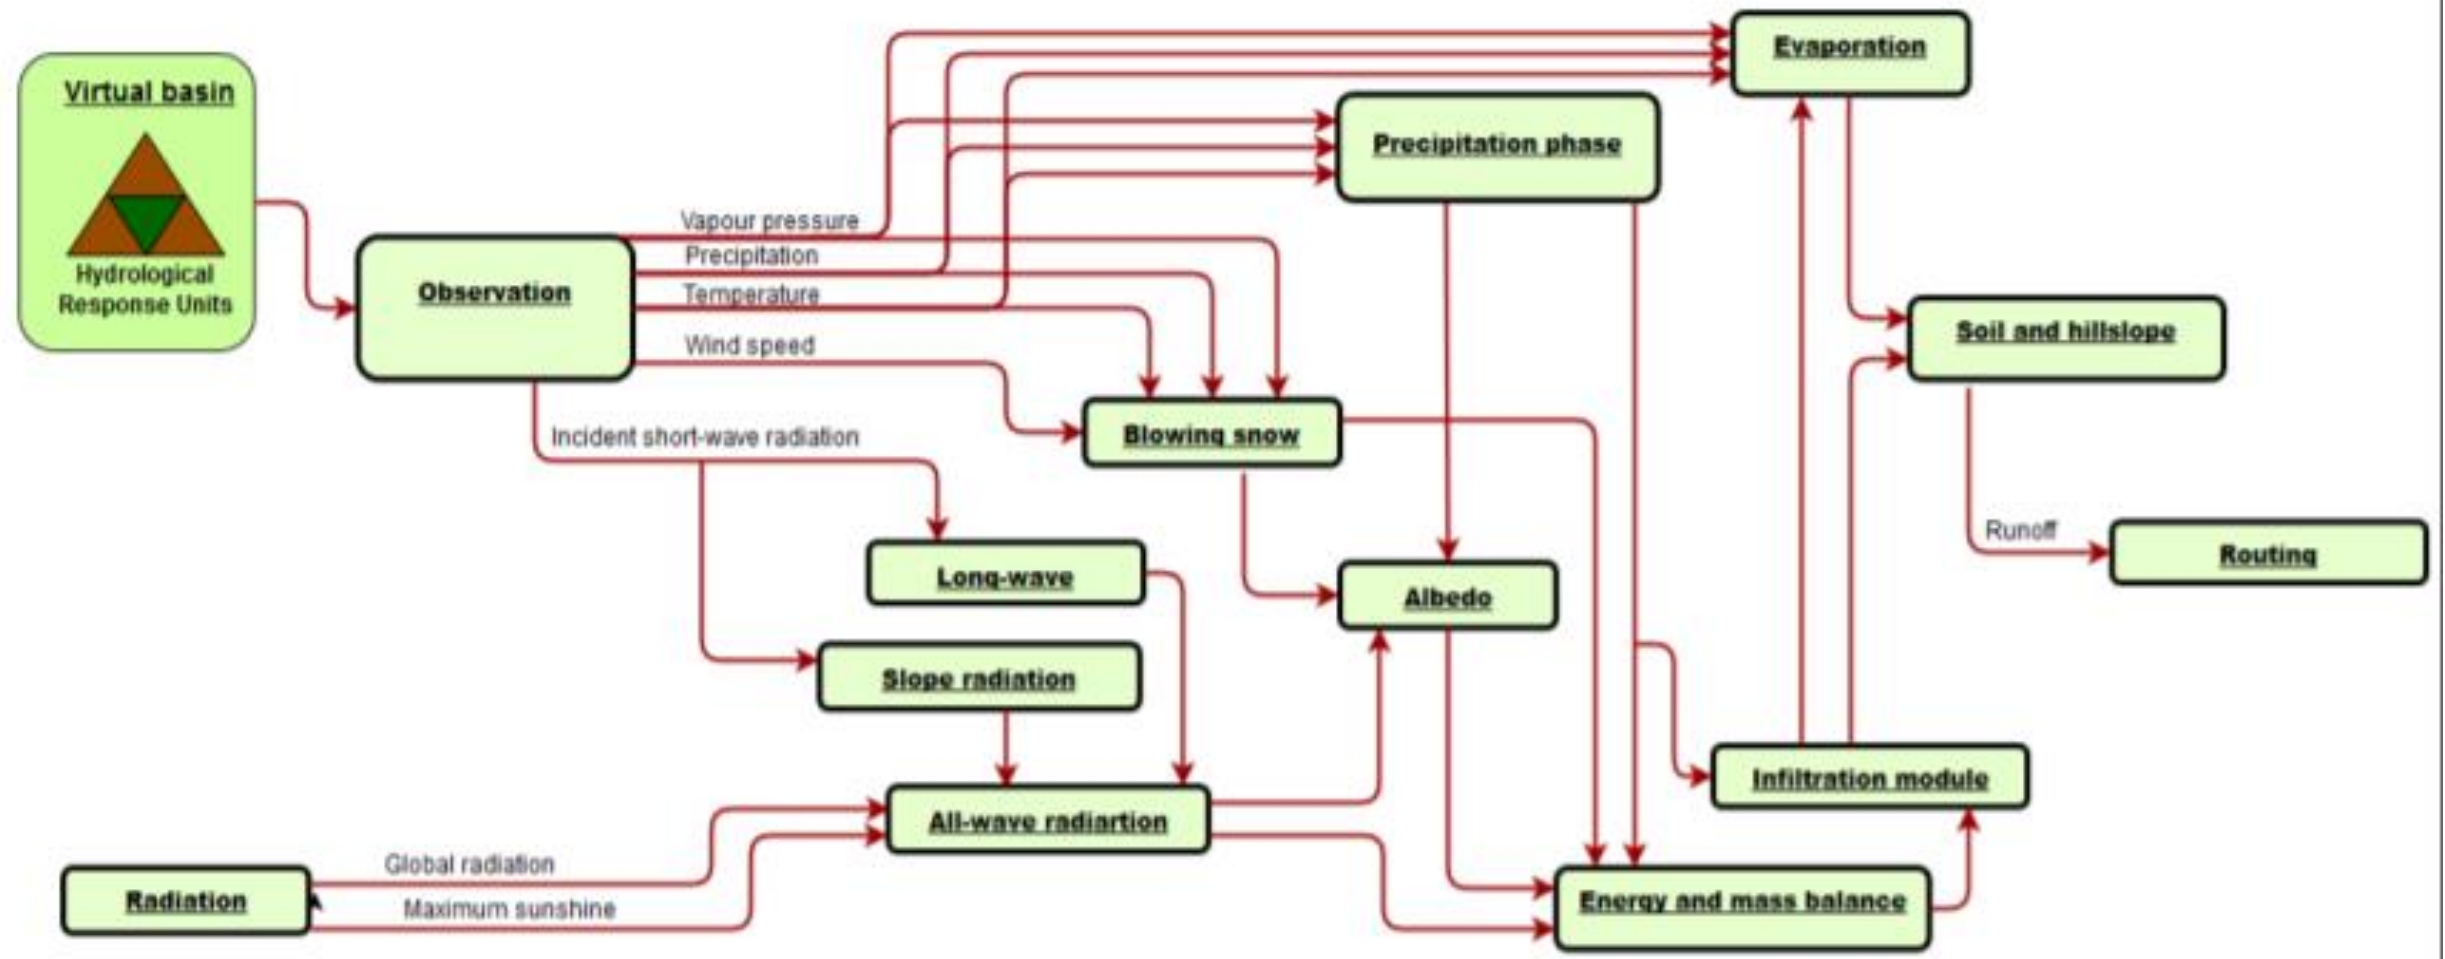 Virtual basin
Hydrological
Response Units
Observation
Vapour pressure
Precipitation
Temperature
Wind speed
Incident short-wave radiation
Evaporation
Precipitation phase
Soil and hillslope
Blowing snow
Runoff
Routing
Long-wave
Albedo
Slope radiation
Infiltration module
All-wave radiartion
Global radiation
Radiation
Maximum sunshine
Energy and mass balance